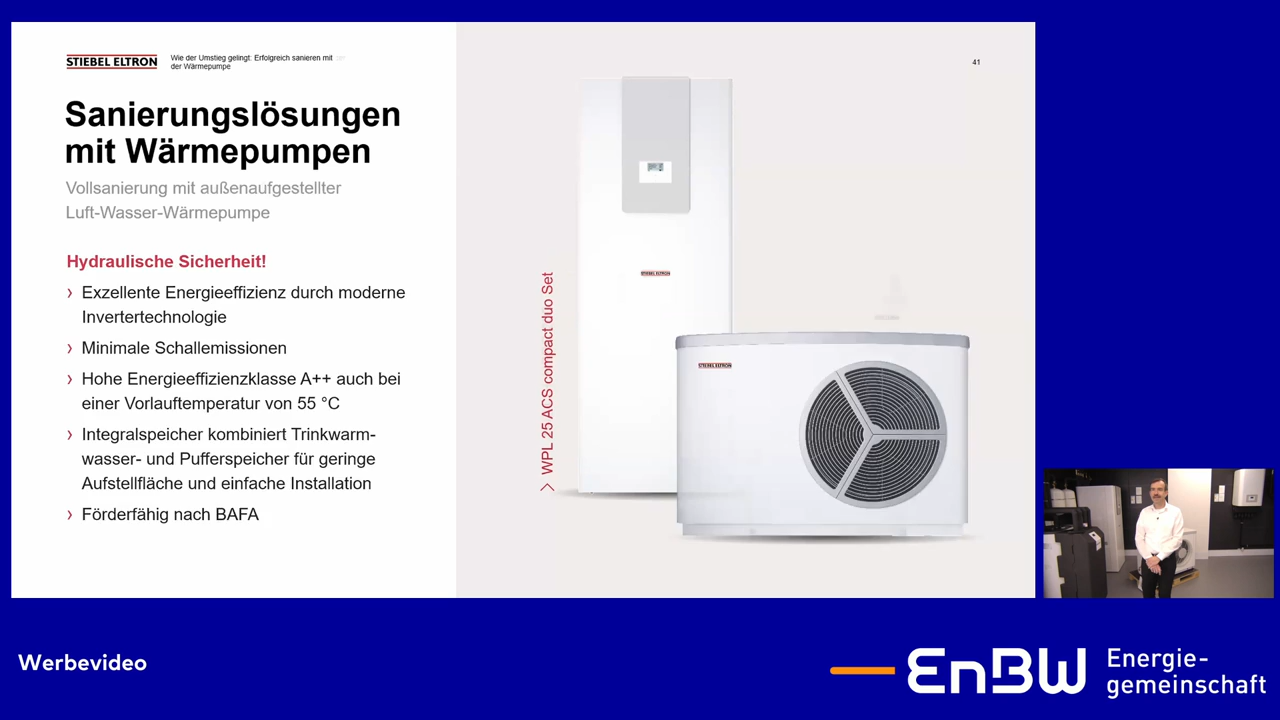 STIEBEL ELTRON
Wie der Umstieg gelingt: Erfolgreich sanieren mit
der Wärmepumpe
41
Sanierungslösungen
mit Wärmepumpen
Vollsanierung mit außenaufgestellter
Luft-Wasser-Wärmepumpe
Hydraulische Sicherheit!
› Exzellente Energieeffizienz durch moderne
Invertertechnologie
› Minimale Schallemissionen
› Hohe Energieeffizienzklasse A++ auch bei
einer Vorlauftemperatur von 55 °C
› Integralspeicher kombiniert Trinkwarm-
wasser- und Pufferspeicher für geringe
Aufstellfläche und einfache Installation
› Förderfähig nach BAFA
› WPL 25 ACS compact duo Set
STIEBEL ELTRON
STIEBEL ELTRON
Werbevideo
EnBW
Energie-
gemeinschaft